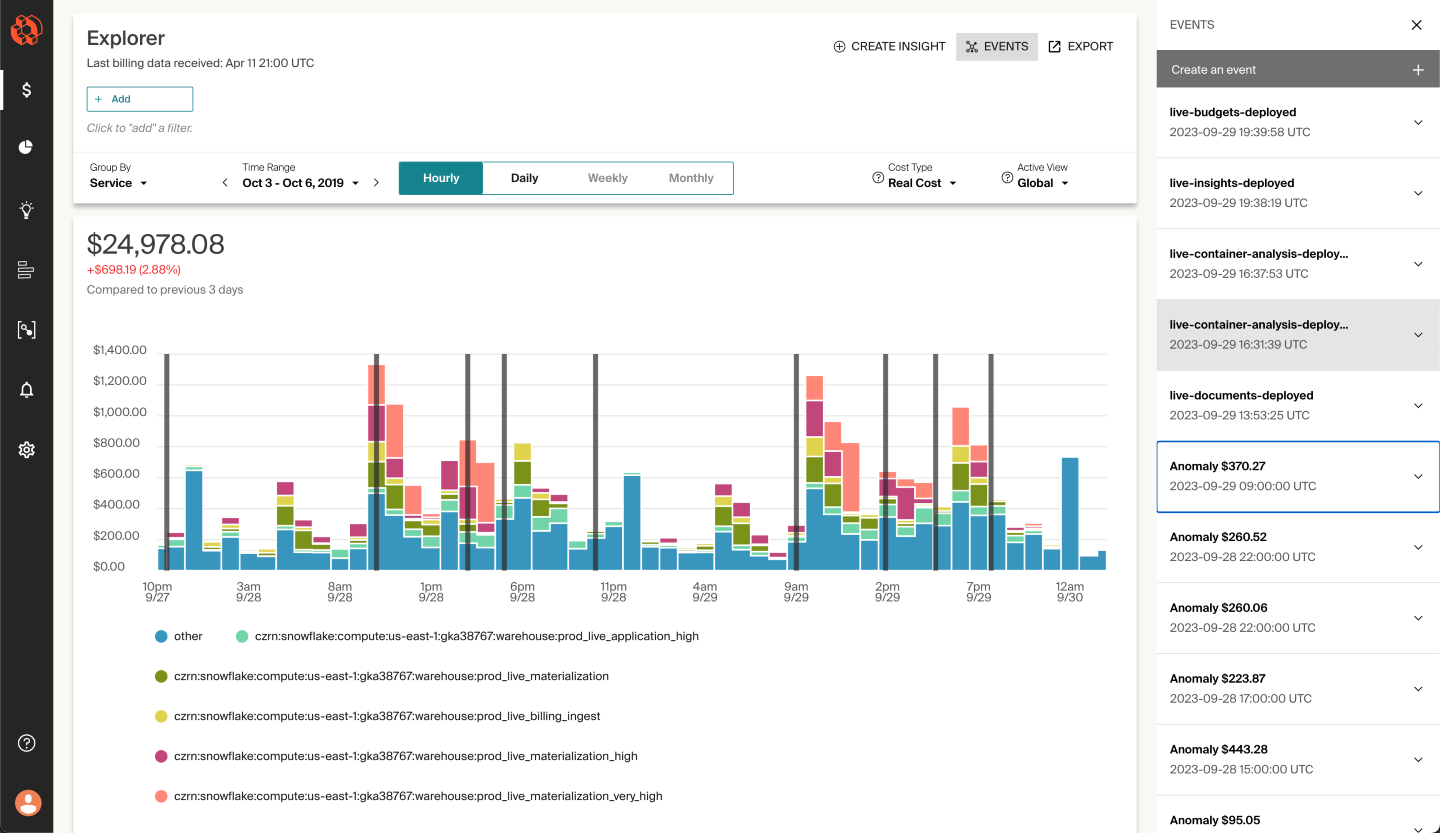 Explorer
Last billing data received: Apr 11 21:00 UTC
CREATE INSIGHT
EVENTS
EXPORT
+ Add
Click to "add" a filter.
Group By
Service
Time Range
Oct 3 - Oct 6, 2019
Hourly
Daily
Weekly
Monthly
Cost Type
Real Cost
Active View
Global
$24,978.08
+$698.19 (2.88%)
Compared to previous 3 days
$1,400.00
$1,200.00
$1,000.00
$800.00
$600.00
$400.00
$200.00
$0.00
10pm 9/27
3am 9/28
8am 9/28
1pm 9/28
6pm 9/28
11pm 9/28
4am 9/29
9am 9/29
2pm 9/29
7pm 9/29
12am 9/30
other
czrn:snowflake:compute:us-east-1:gka38767:warehouse:prod_live_application_high
czrn:snowflake:compute:us-east-1:gka38767:warehouse:prod_live_materialization
czrn:snowflake:compute:us-east-1:gka38767:warehouse:prod_live_billing_ingest
czrn:snowflake:compute:us-east-1:gka38767:warehouse:prod_live_materialization_high
czrn:snowflake:compute:us-east-1:gka38767:warehouse:prod_live_materialization_very_high
EVENTS
Create an event +
live-budgets-deployed
2023-09-29 19:39:58 UTC
live-insights-deployed
2023-09-29 19:38:19 UTC
live-container-analysis-deploy...
2023-09-29 16:37:53 UTC
live-container-analysis-deploy...
2023-09-29 16:31:39 UTC
live-documents-deployed
2023-09-29 13:53:25 UTC
Anomaly $370.27
2023-09-29 09:00:00 UTC
Anomaly $260.52
2023-09-28 22:00:00 UTC
Anomaly $260.06
2023-09-28 22:00:00 UTC
Anomaly $223.87
2023-09-28 17:00:00 UTC
Anomaly $443.28
2023-09-28 15:00:00 UTC
Anomaly $95.05